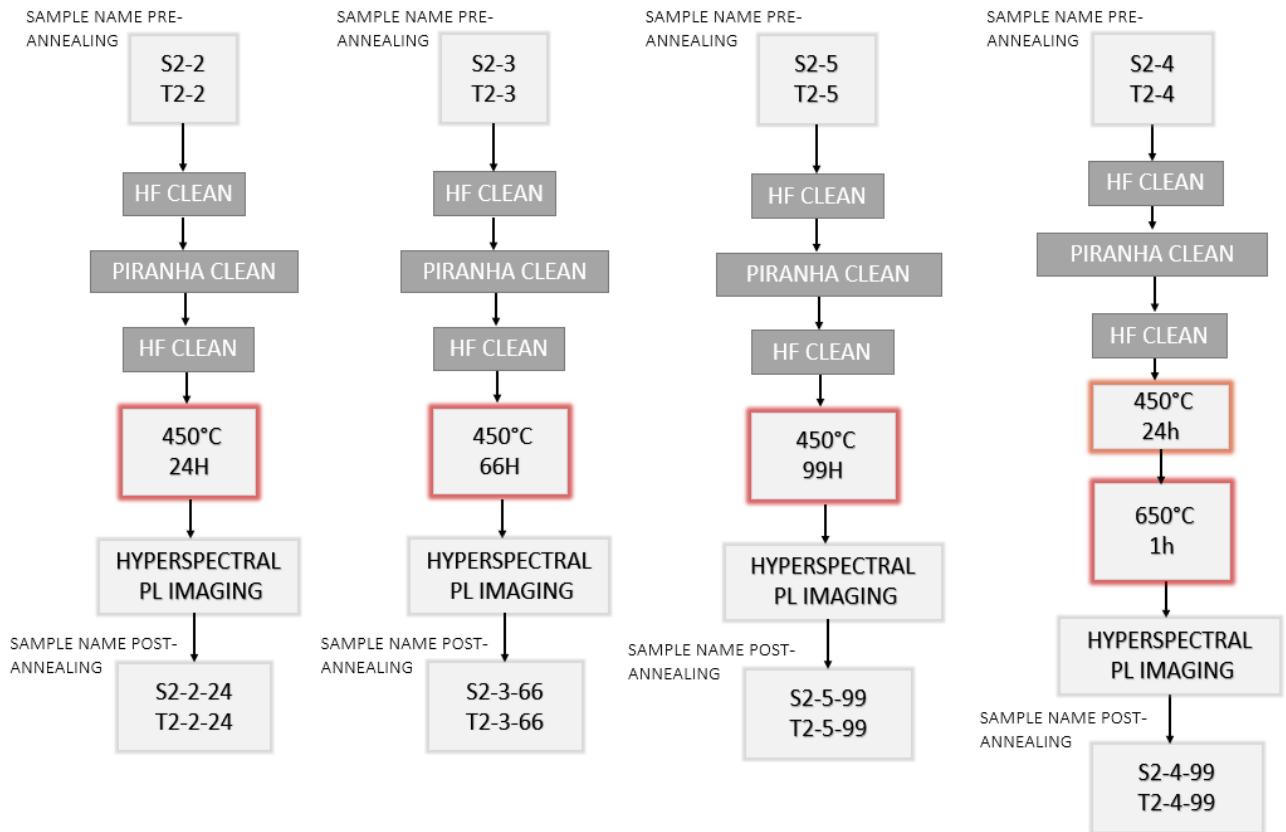 SAMPLE NAME PRE-
ANNEALING
S2-2
T2-2
HF CLEAN
PIRANHA CLEAN
HF CLEAN
450°C
24H
HYPERSPECTRAL
PL IMAGING
SAMPLE NAME POST-
ANNEALING
S2-2-24
T2-2-24
SAMPLE NAME PRE-
ANNEALING
S2-3
T2-3
HF CLEAN
PIRANHA CLEAN
HF CLEAN
450°C
66H
HYPERSPECTRAL
PL IMAGING
SAMPLE NAME POST-
ANNEALING
S2-3-66
T2-3-66
SAMPLE NAME PRE-
ANNEALING
S2-5
T2-5
HF CLEAN
PIRANHA CLEAN
HF CLEAN
450°C
99H
HYPERSPECTRAL
PL IMAGING
SAMPLE NAME POST-
ANNEALING
S2-5-99
T2-5-99
SAMPLE NAME PRE-
ANNEALING
S2-4
T2-4
HF CLEAN
PIRANHA CLEAN
HF CLEAN
450°C
24h
650°C
1h
HYPERSPECTRAL
PL IMAGING
SAMPLE NAME POST-
ANNEALING
S2-4-99
T2-4-99